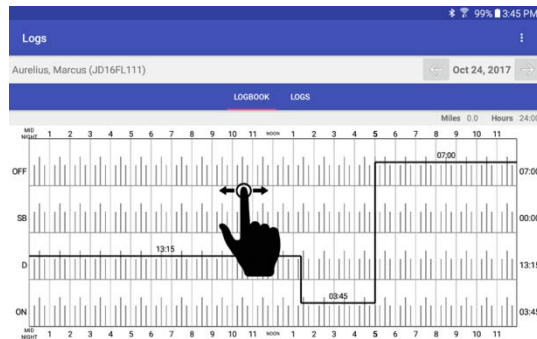 99% 3:45 PM
Logs
Aurelius, Marcus (JD16FL111)
Oct 24, 2017
LOGBOOK LOGS
Miles 0.0 Hours 24:00
MID NIGHT 1 2 3 4 5 6 7 8 9 10 11 NOON 1 2 3 4 5 6 7 8 9 10 11
07:00
OFF 07:00
SB 00:00
13:15
D 13:15
03:45
ON 03:45
MID NIGHT 1 2 3 4 5 6 7 8 9 10 11 NOON 1 2 3 4 5 6 7 8 9 10 11